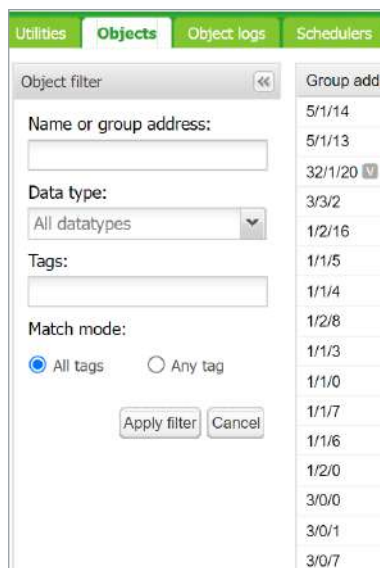 Utilities Objects Object logs Schedulers
Object filter
Name or group address:
Data type:
All datatypes
Tags:
Match mode:
All tags Any tag
Apply filter Cancel
Group add
5/1/14
5/1/13
32/1/20 V
3/3/2
1/2/16
1/1/5
1/1/4
1/2/8
1/1/3
1/1/0
1/1/7
1/1/6
1/2/0
3/0/0
3/0/1
3/0/7